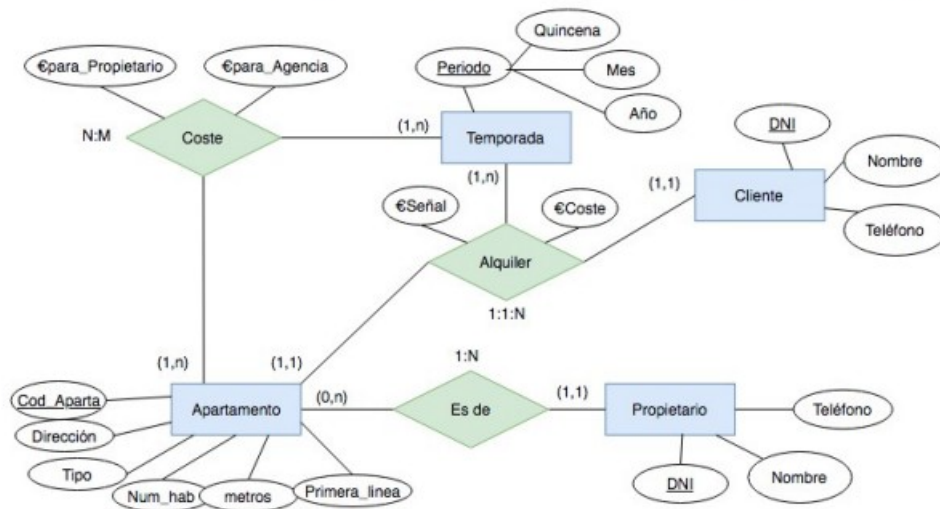 Quincena
€para_Propietario
€para_Agencia
Periodo
Mes
Año
N:M
Coste
(1,n)
Temporada
DNI
Nombre
(1,n)
(1,1)
Cliente
€Señal
€Coste
Teléfono
Alquiler
1:1:N
(1,n)
(1,1)
1:N
Cod_Aparta
Apartamento
(0,n)
Es de
(1,1)
Propietario
Teléfono
Dirección
Tipo
Num_hab
metros
Primera_linea
DNI
Nombre